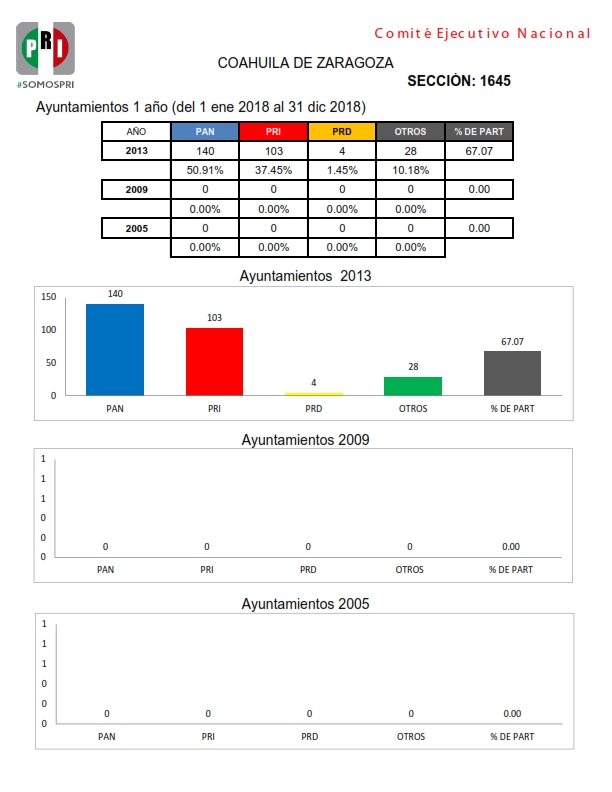 Comité Ejecutivo Nacional
PRI
#SOMOSPRI
COAHUILA DE ZARAGOZA
SECCIÓN: 1645
Ayuntamientos 1 año (del 1 ene 2018 al 31 dic 2018)
AÑO PAN PRI PRD OTROS % DE PART
2013 140 103 4 28 67.07
50.91% 37.45% 1.45% 10.18%
2009 0 0 0 0 0.00
0.00% 0.00% 0.00% 0.00%
2005 0 0 0 0 0.00
0.00% 0.00% 0.00% 0.00%
Ayuntamientos 2013
150
100
50
0
140
103
4
28
67.07
PAN PRI PRD OTROS % DE PART
Ayuntamientos 2009
1
1
1
0
0
0
0 0 0 0 0.00
PAN PRI PRD OTROS % DE PART
Ayuntamientos 2005
1
1
1
0
0
0
0 0 0 0 0.00
PAN PRI PRD OTROS % DE PART